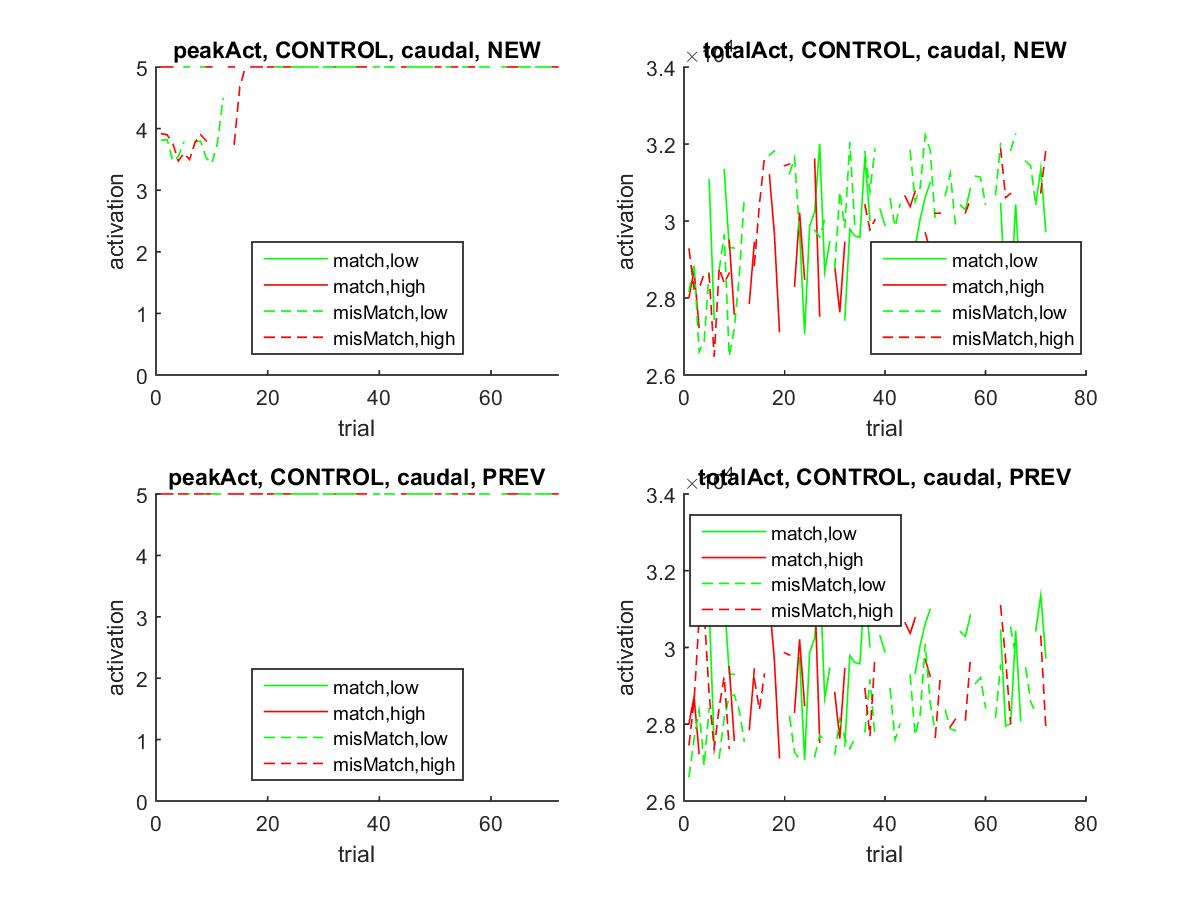 peakAct, CONTROL, caudal, NEW
5
4
3
2
1
0
activation
match,low
match,high
misMatch,low
misMatch,high
0
20
40
60
trial
totalAct, CONTROL, caudal, NEW
3.4
3.2
3
2.8
2.6
activation
match,low
match,high
misMatch,low
misMatch,high
0
20
40
60
80
trial
peakAct, CONTROL, caudal, PREV
5
4
3
2
1
0
activation
match,low
match,high
misMatch,low
misMatch,high
0
20
40
60
trial
totalAct, CONTROL, caudal, PREV
3.4
3.2
3
2.8
2.6
activation
match,low
match,high
misMatch,low
misMatch,high
0
20
40
60
80
trial